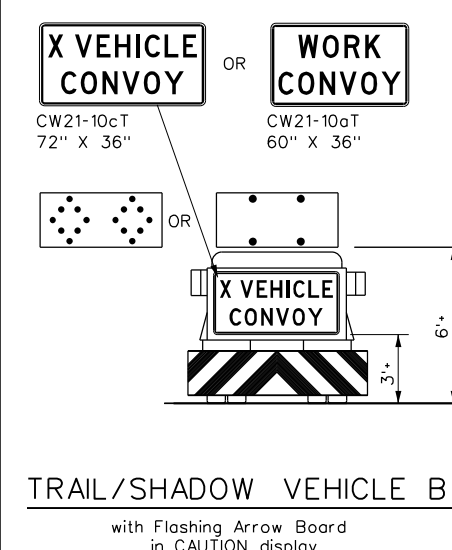 X VEHICLE
CONVOY
OR
WORK
CONVOY
CW21-10cT
72" X 36"
CW21-10aT
60" X 36"
OR
X VEHICLE
CONVOY
3'+
6'+
TRAIL/SHADOW VEHICLE B
with Flashing Arrow Board
in CAUTION display